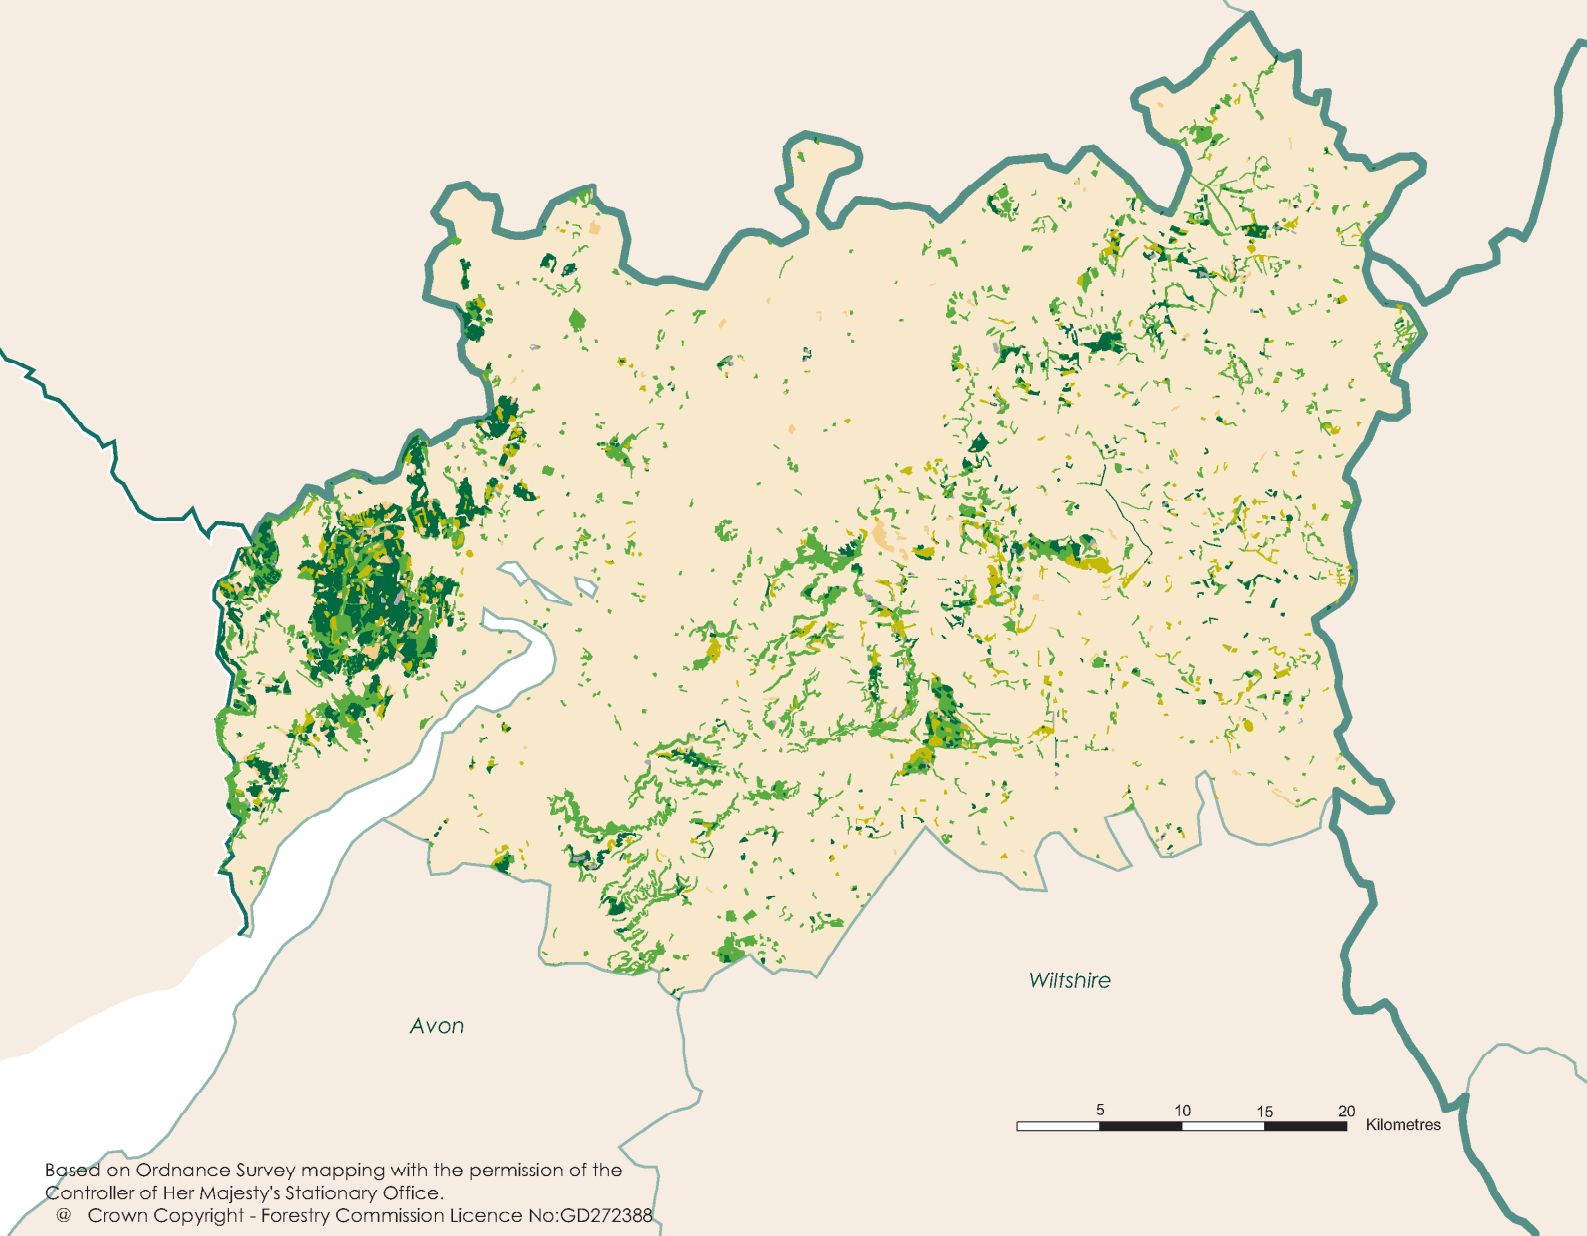 Wiltshire
Avon
5 10 15 20
Kilometres
Based on Ordnance Survey mapping with the permission of the
Controller of Her Majesty's Stationary Office.
@ Crown Copyright - Forestry Commission Licence No:GD272388